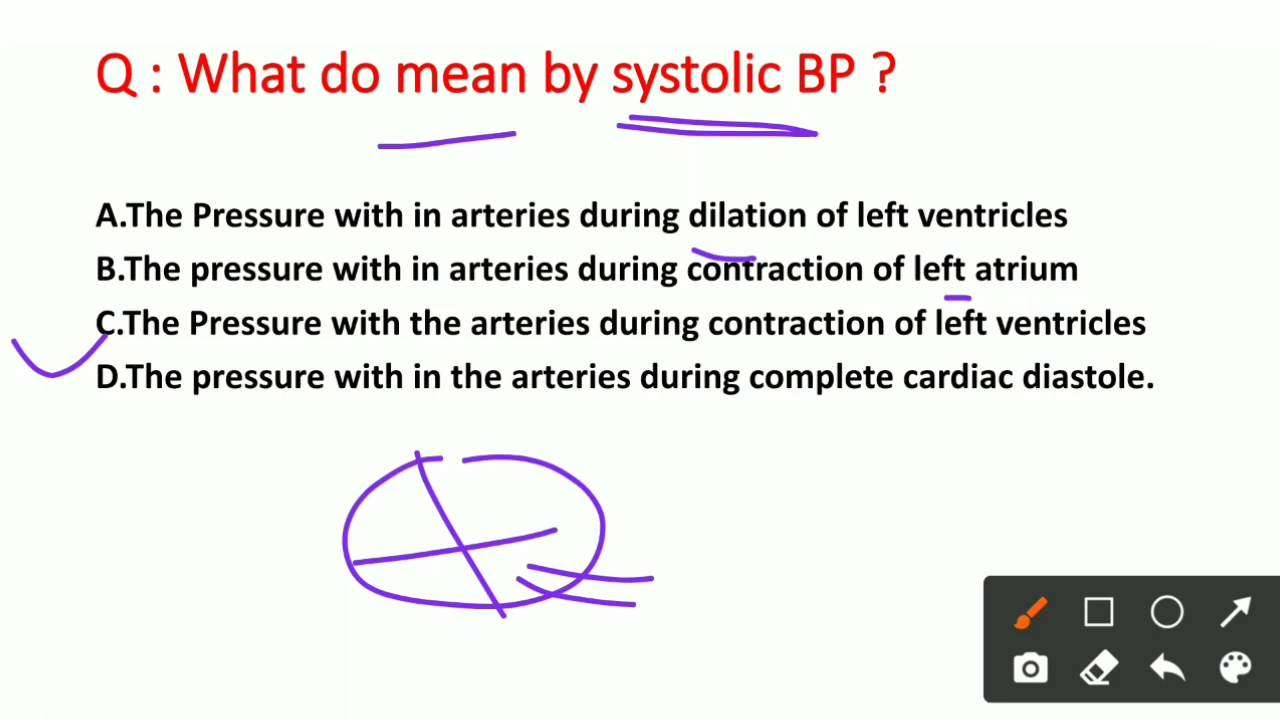 Q : What do mean by systolic BP ?
A.The Pressure with in arteries during dilation of left ventricles
B.The pressure with in arteries during contraction of left atrium
C.The Pressure with the arteries during contraction of left ventricles
D.The pressure with in the arteries during complete cardiac diastole.